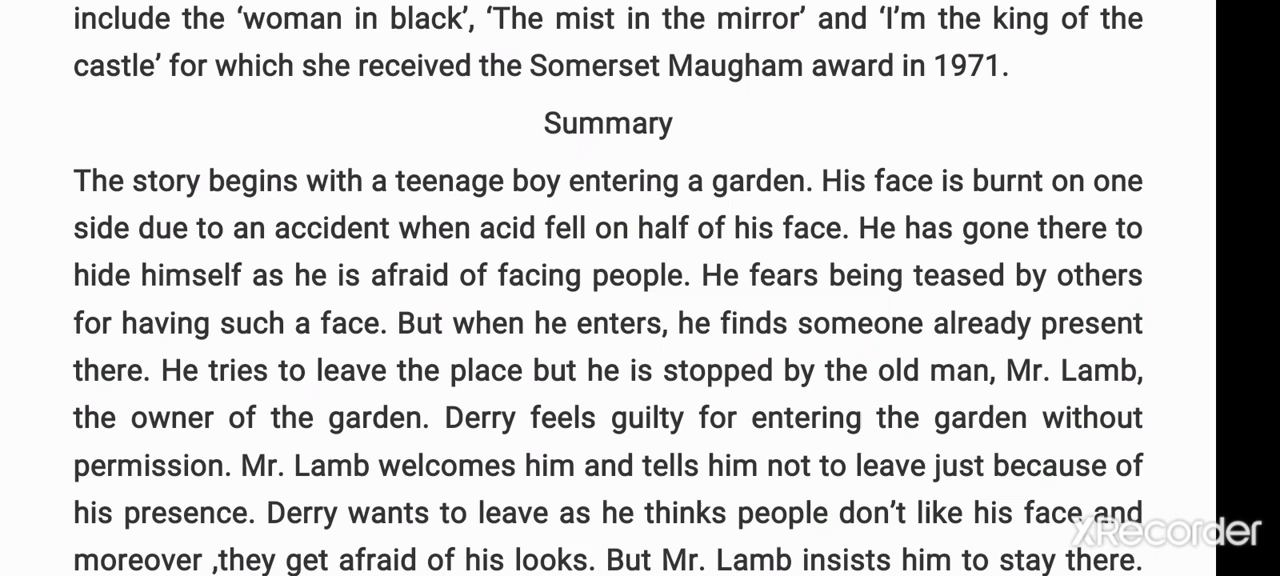 include the ‘woman in black’, ‘The mist in the mirror’ and ‘I’m the king of the
castle’ for which she received the Somerset Maugham award in 1971.
Summary
The story begins with a teenage boy entering a garden. His face is burnt on one
side due to an accident when acid fell on half of his face. He has gone there to
hide himself as he is afraid of facing people. He fears being teased by others
for having such a face. But when he enters, he finds someone already present
there. He tries to leave the place but he is stopped by the old man, Mr. Lamb,
the owner of the garden. Derry feels guilty for entering the garden without
permission. Mr. Lamb welcomes him and tells him not to leave just because of
his presence. Derry wants to leave as he thinks people don’t like his face and
XRecorder
moreover ,they get afraid of his looks. But Mr. Lamb insists him to stay there.